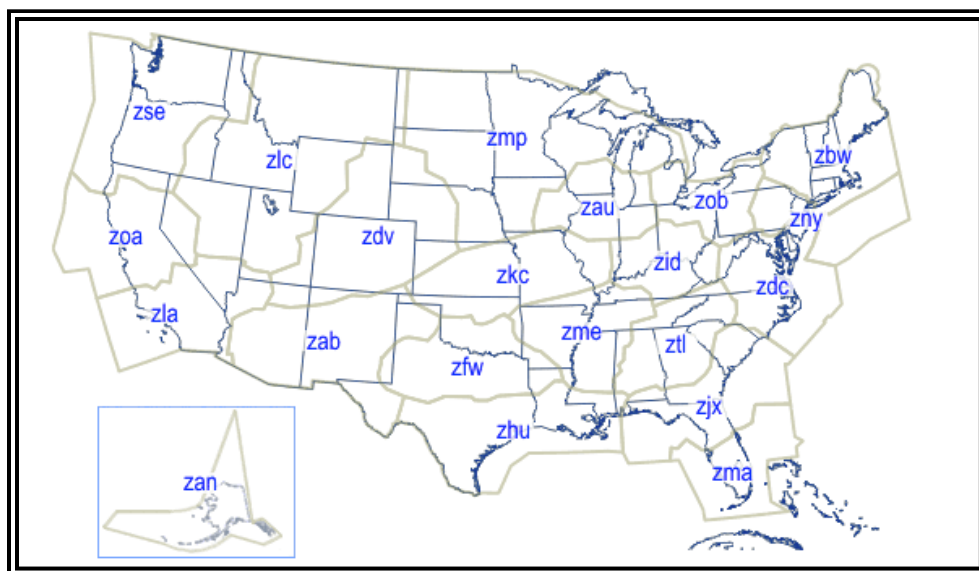 zse
zmp
zlc
zbw
zau
zob
zny
zoa
zdv
zkc
zid
zdc
zla
zab
zme
ztl
zfw
zjx
zhu
zma
zan